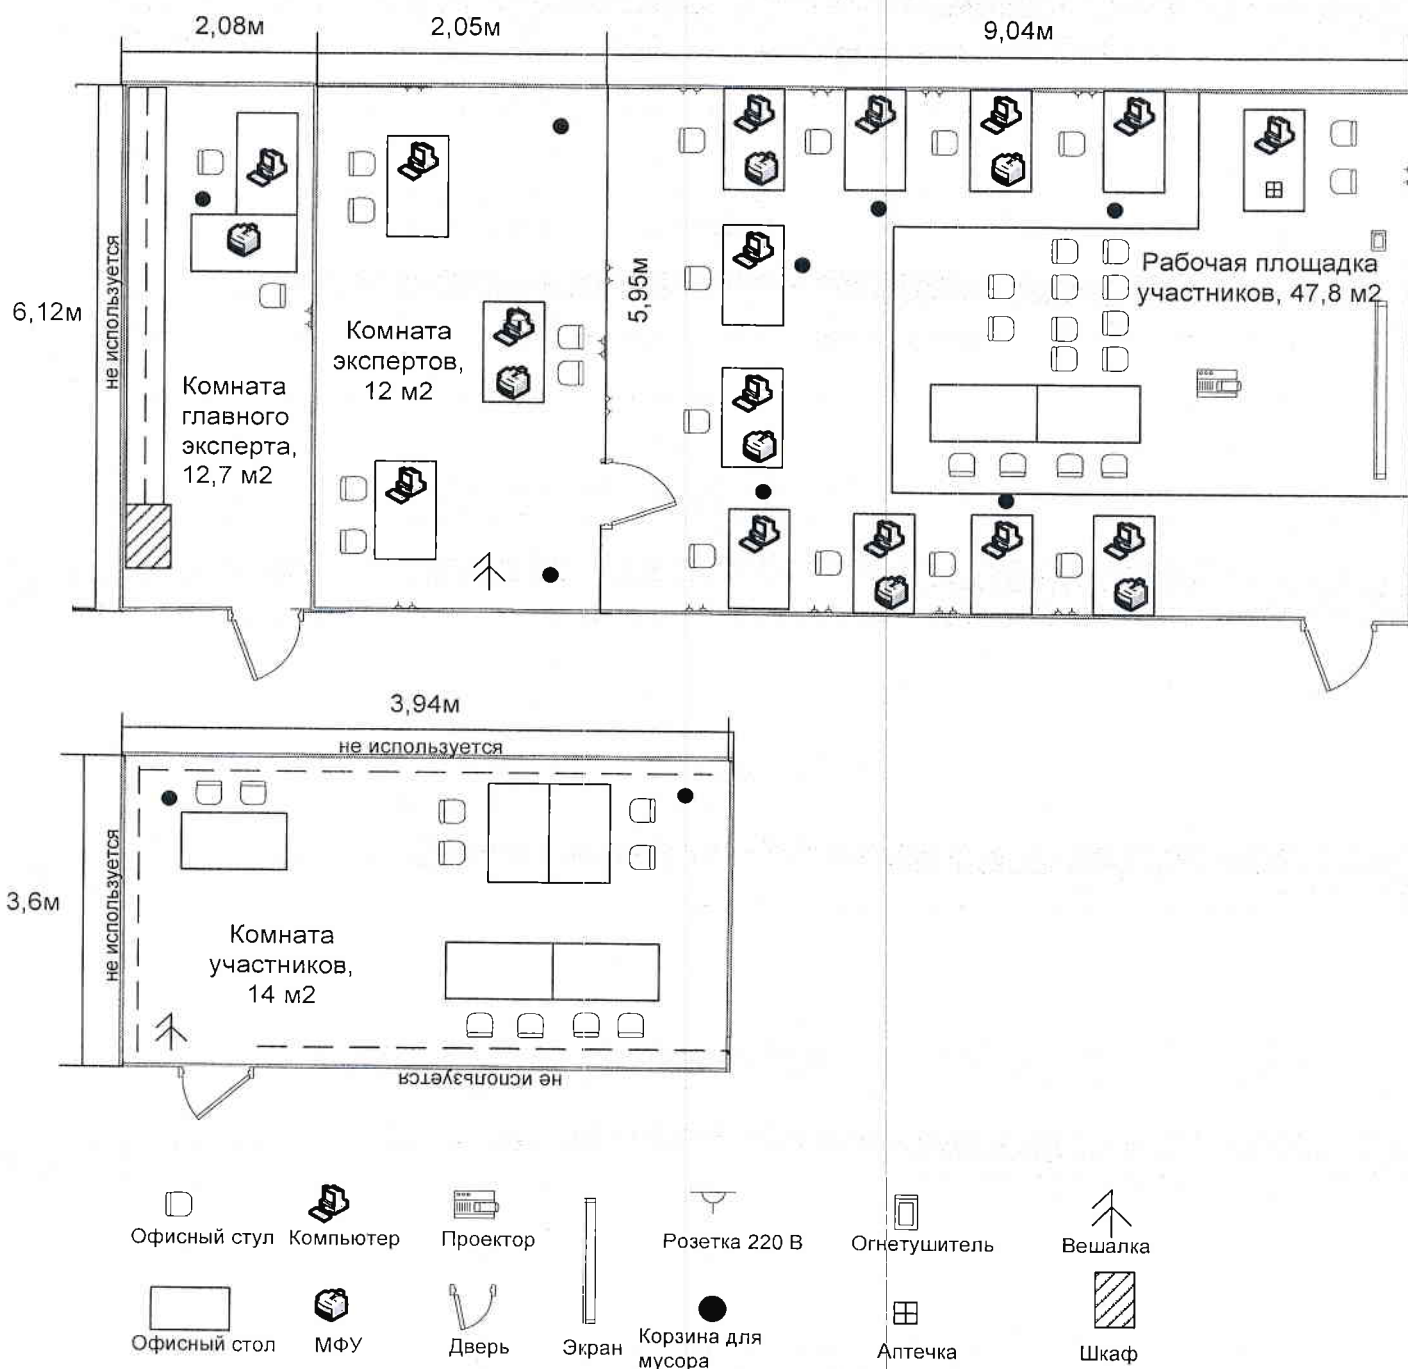 2,08м
2,05м
9,04м
6,12м
не используется
Комната
главного
эксперта,
12,7 м2
Комната
экспертов,
12 м2
5,95м
Рабочая площадка
участников, 47,8 м2
3,94м
не используется
3,6м
не используется
Комната
участников,
14 м2
не используется
Офисный стул
Компьютер
Проектор
Розетка 220 В
Огнетушитель
Вешалка
Офисный стол
МФУ
Дверь
Экран
Корзина для
мусора
Аптечка
Шкаф